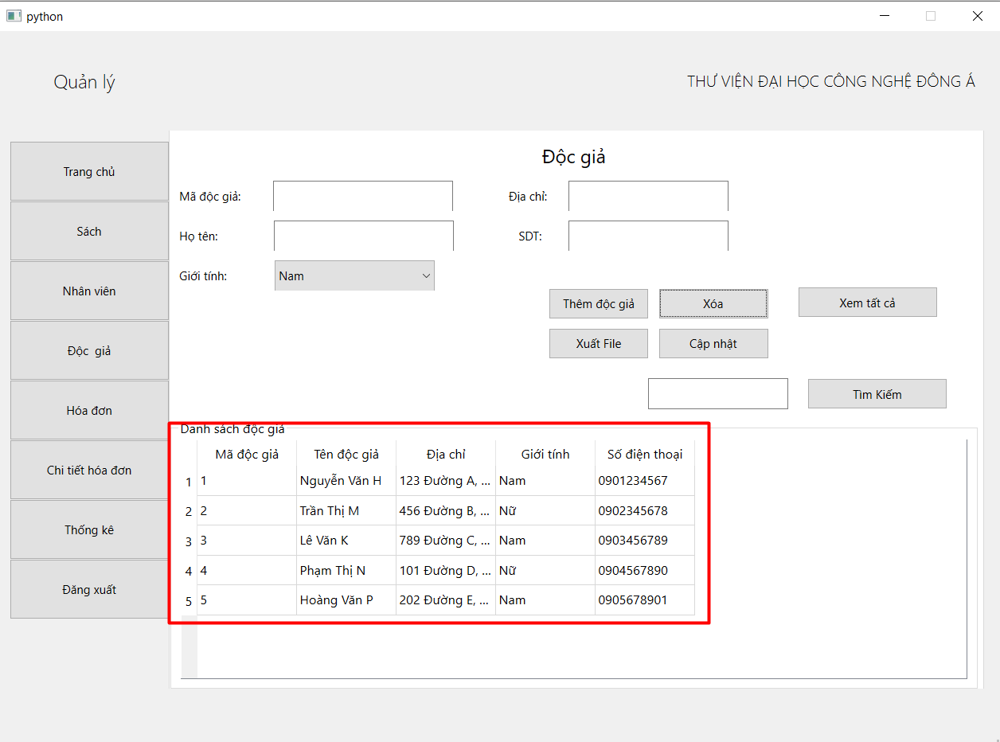 python
Quản lý
THƯ VIỆN ĐẠI HỌC CÔNG NGHỆ ĐÔNG Á
Trang chủ
Sách
Nhân viên
Độc  giả
Hóa đơn
Chi tiết hóa đơn
Thống kê
Đăng xuất
Độc giả
Mã độc giả:
Địa chỉ:
Họ tên:
SDT:
Giới tính:
Nam
Thêm độc giả
Xóa
Xem tất cả
Xuất File
Cập nhật
Tìm Kiếm
Danh sách độc giả
Mã độc giả Tên độc giả Địa chỉ Giới tính Số điện thoại
1 1 Nguyễn Văn H 123 Đường A, ... Nam 0901234567
2 2 Trần Thị M 456 Đường B, ... Nữ 0902345678
3 3 Lê Văn K 789 Đường C, ... Nam 0903456789
4 4 Phạm Thị N 101 Đường D, ... Nữ 0904567890
5 5 Hoàng Văn P 202 Đường E, ... Nam 0905678901